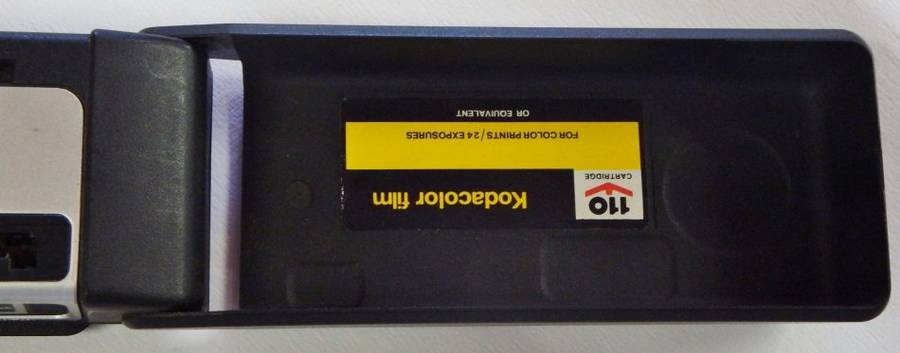 110
CARTRIDGE
Kodacolor film
FOR COLOR PRINTS/24 EXPOSURES
OR EQUIVALENT